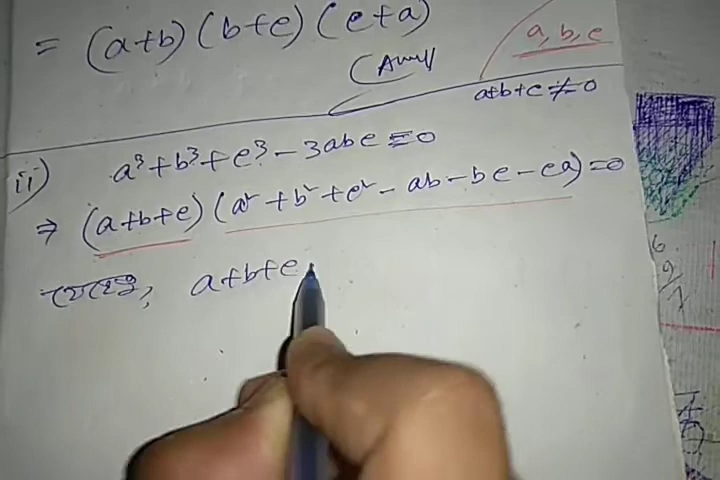 = (a+b) (b+c) (c+a)
(Ans)
a, b, c
a+b+c ≠ 0
ii) a³ + b³ + c³ - 3abc = 0
⇒ (a+b+c) (a² + b² + c² - ab - bc - ca) = 0
যেহেতু, a+b+c